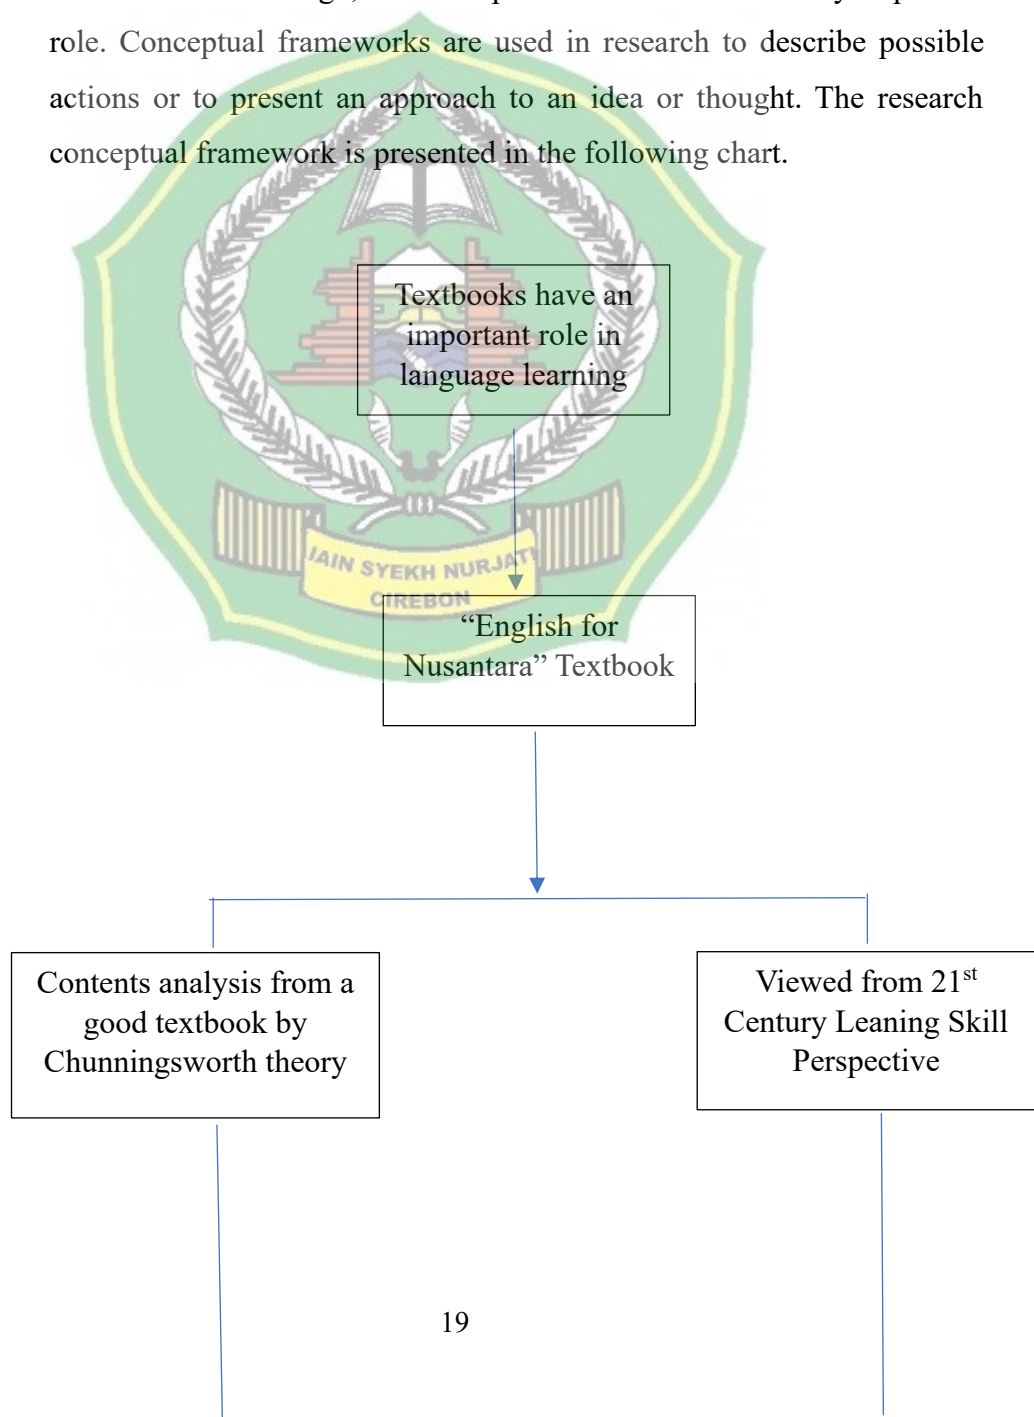 role. Conceptual frameworks are used in research to describe possible
actions or to present an approach to an idea or thought. The research
conceptual framework is presented in the following chart.
Textbooks have an
important role in
language learning
IAIN SYEKH NURJATI
CIREBON
“English for
Nusantara” Textbook
Contents analysis from a
good textbook by
Chunningsworth theory
Viewed from 21st
Century Leaning Skill
Perspective
19